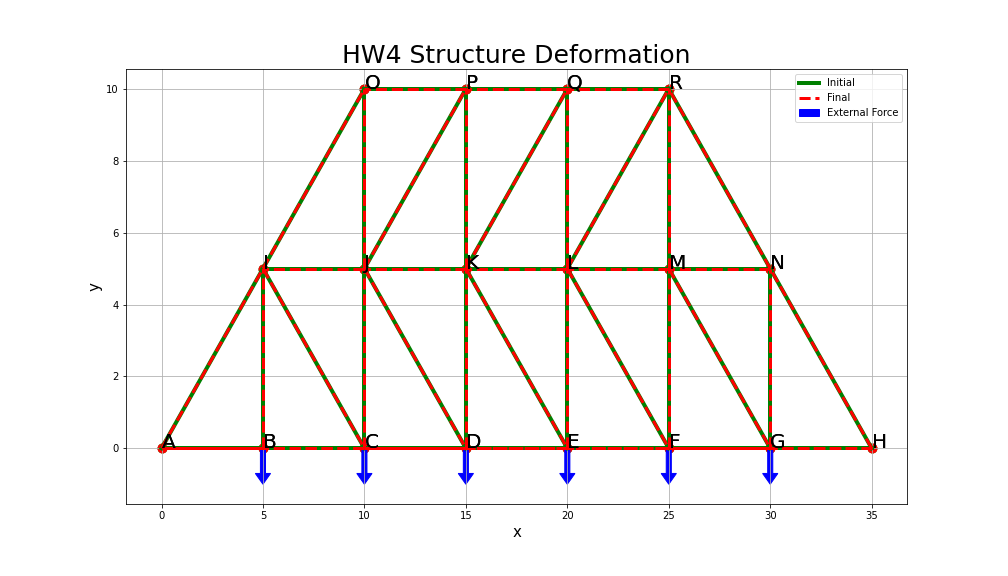 HW4 Structure Deformation
Initial
Final
External Force
10
8
6
4
2
0
y
O P Q R
I J K L M N
A B C D E F G H
0 5 10 15 20 25 30 35
x